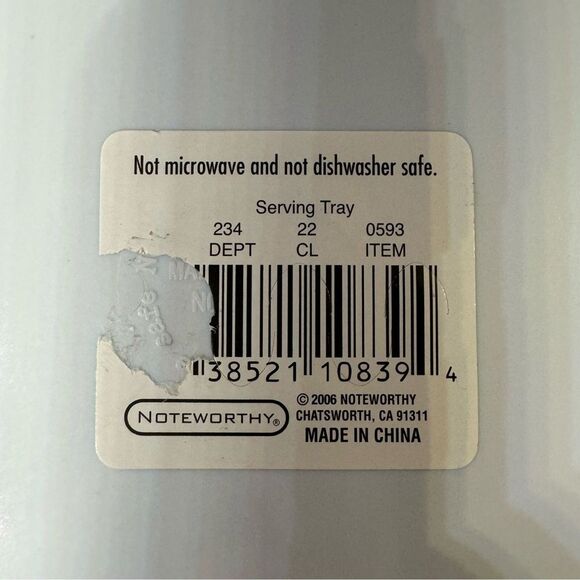 Not microwave and not dishwasher safe.
Serving Tray
234 22 0593
DEPT CL ITEM
38521 10839 4
NOTEWORTHY®
© 2006 NOTEWORTHY
CHATSWORTH, CA 91311
MADE IN CHINA